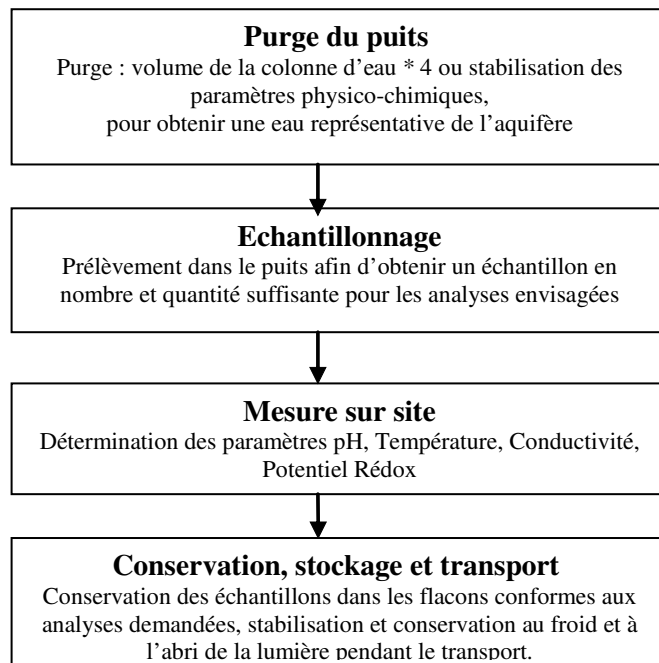 Purge du puits
Purge : volume de la colonne d’eau * 4 ou stabilisation des
paramètres physico-chimiques,
pour obtenir une eau représentative de l’aquifère
Echantillonnage
Prélèvement dans le puits afin d’obtenir un échantillon en
nombre et quantité suffisante pour les analyses envisagées
Mesure sur site
Détermination des paramètres pH, Température, Conductivité,
Potentiel Rédox
Conservation, stockage et transport
Conservation des échantillons dans les flacons conformes aux
analyses demandées, stabilisation et conservation au froid et à
l’abri de la lumière pendant le transport.